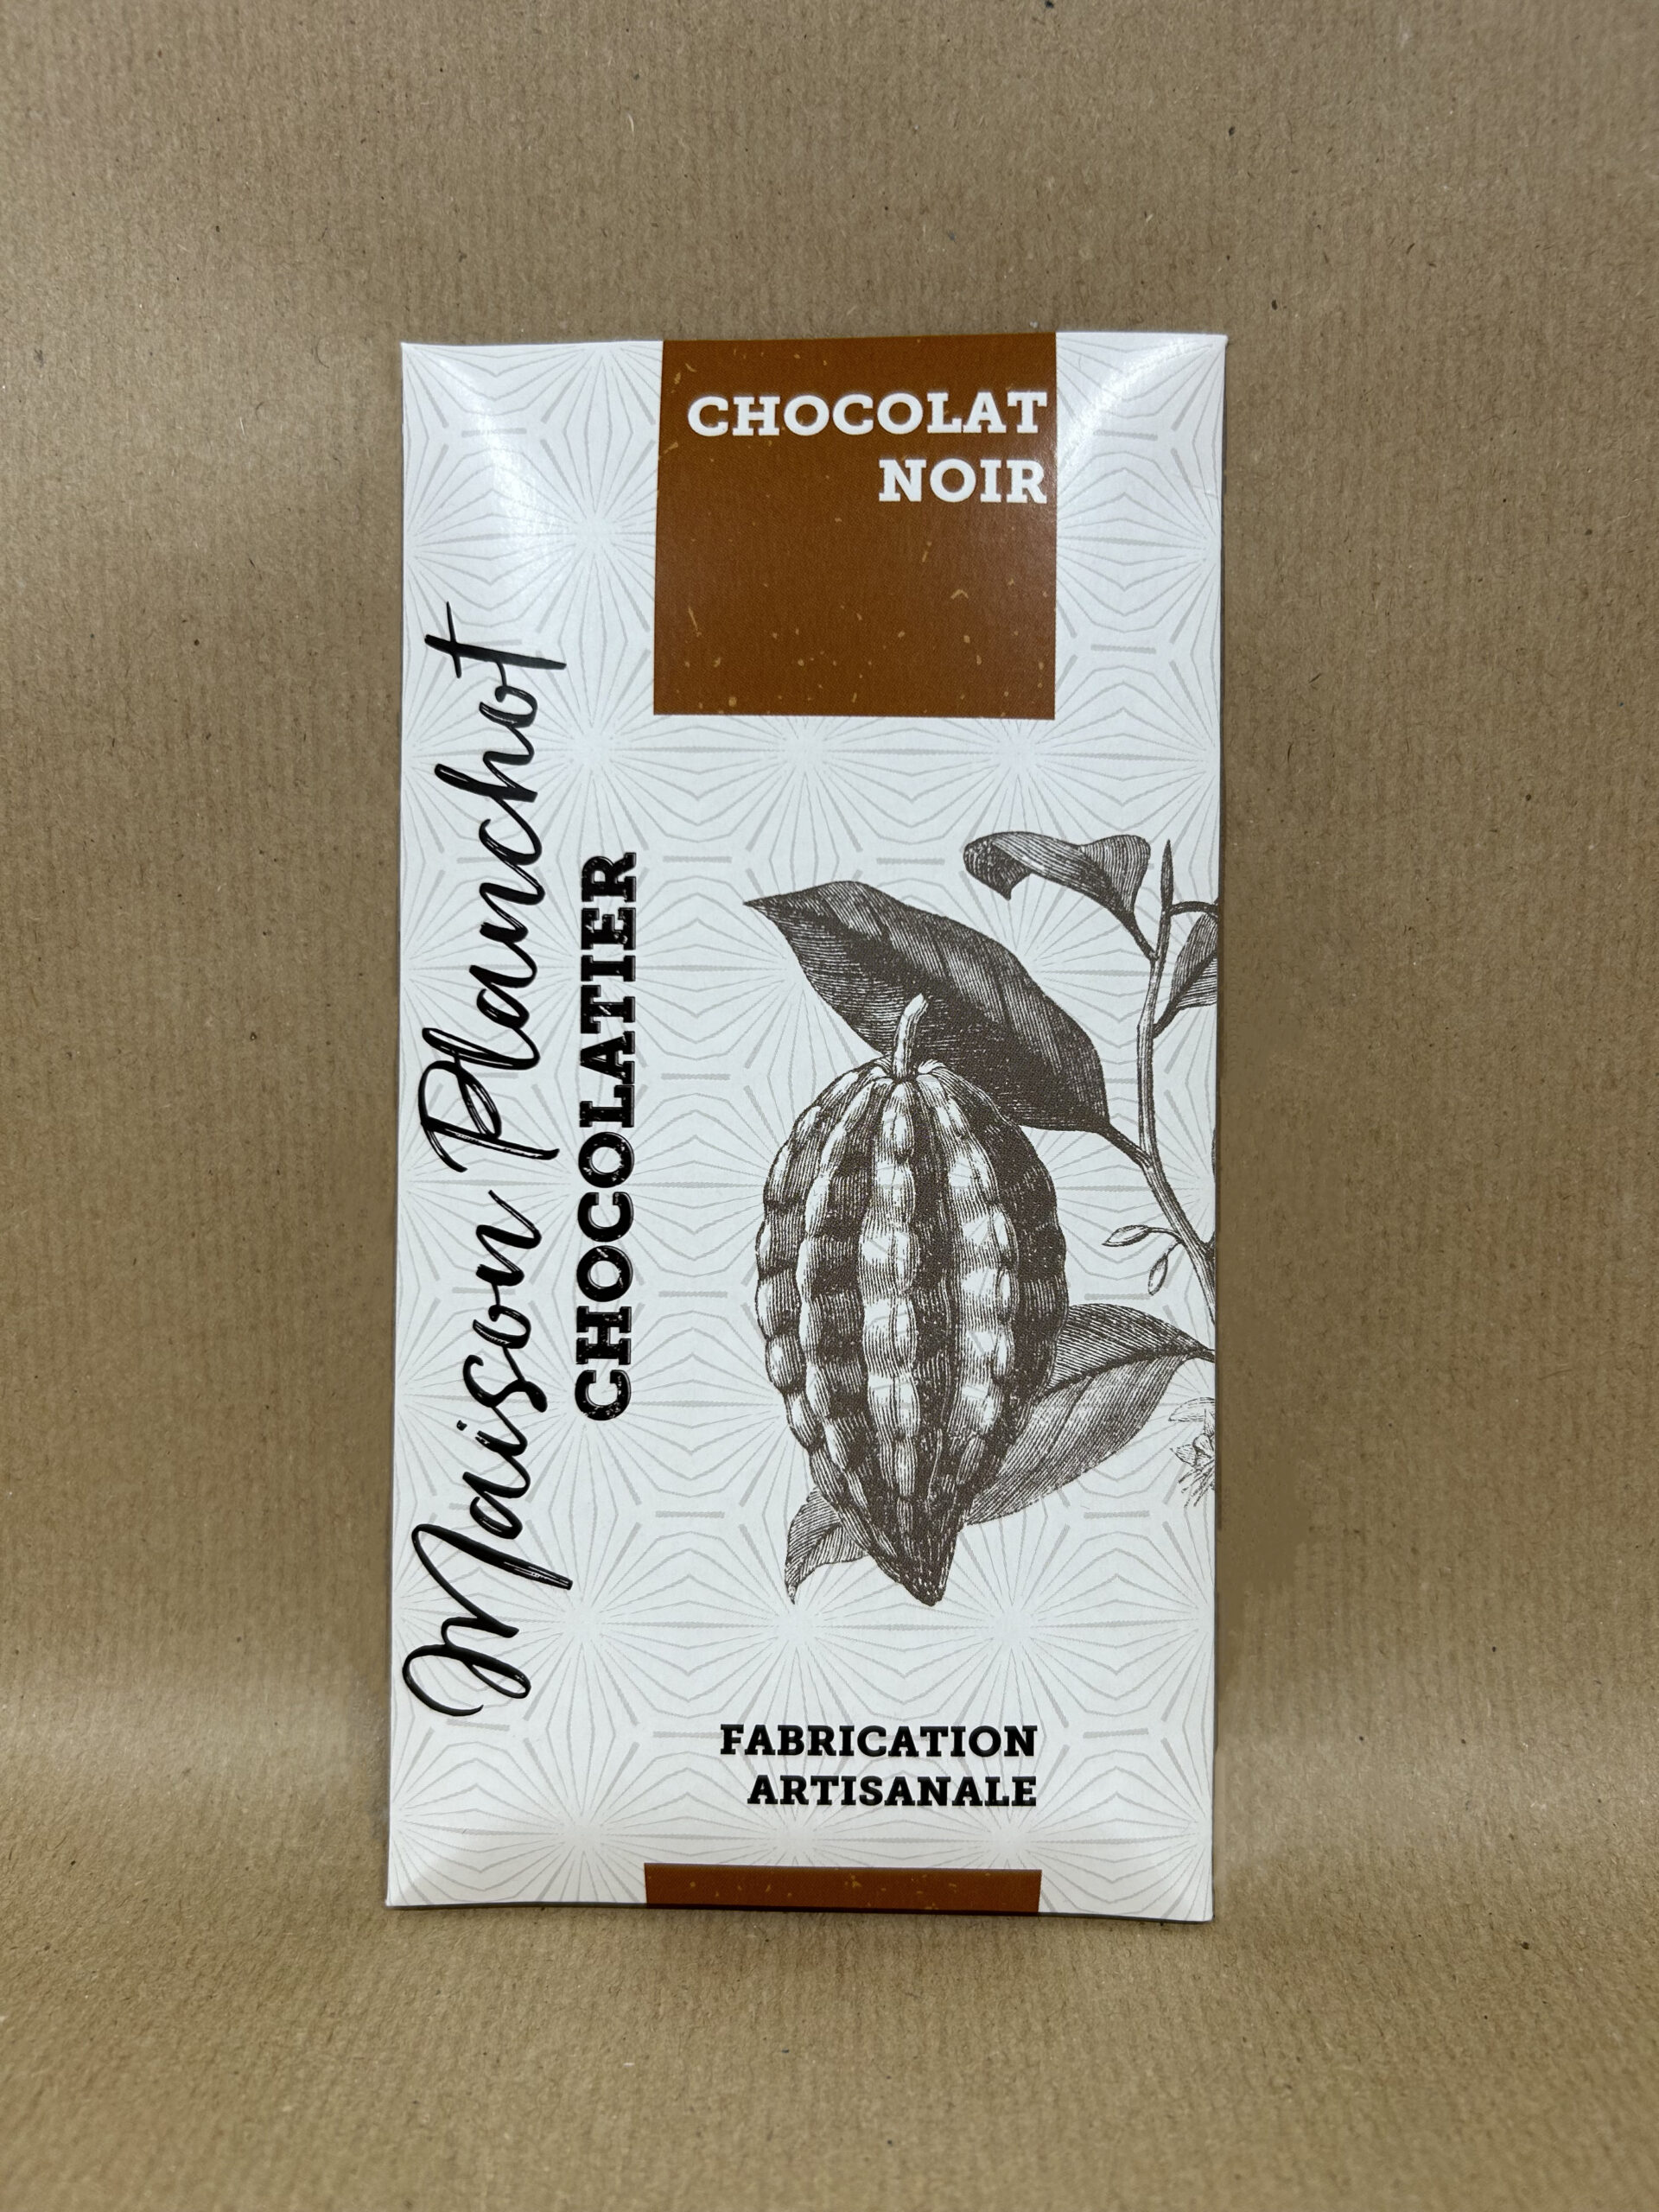 CHOCOLAT
NOIR
Maison Planchot
CHOCOLATIER
FABRICATION
ARTISANALE